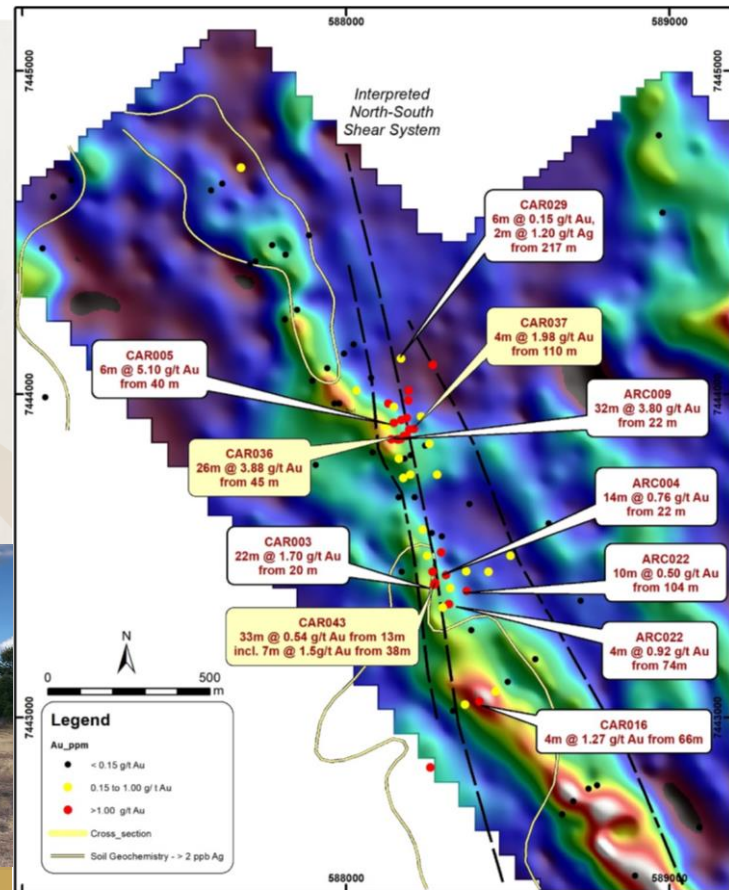 588000
589000
7445000
7445000
Interpreted
North-South
Shear System
CAR029
6m @ 0.15 g/t Au,
2m @ 1.20 g/t Ag
from 217 m
CAR037
4m @ 1.98 g/t Au
from 110 m
CAR005
6m @ 5.10 g/t Au
from 40 m
7444000
7444000
ARC009
32m @ 3.80 g/t Au
from 22 m
CAR036
26m @ 3.88 g/t Au
from 45 m
ARC004
14m @ 0.76 g/t Au
from 22 m
CAR003
22m @ 1.70 g/t Au
from 20 m
ARC022
10m @ 0.50 g/t Au
from 104 m
CAR043
33m @ 0.54 g/t Au from 13m
incl. 7m @ 1.5g/t Au from 38m
ARC022
4m @ 0.92 g/t Au
from 74m
N
0 500
m
7443000
7443000
CAR016
4m @ 1.27 g/t Au from 66m
Legend
Au_ppm
< 0.15 g/t Au
0.15 to 1.00 g/ t Au
>1.00 g/t Au
Cross_section
Soil Geochemistry - > 2 ppb Ag
588000
589000